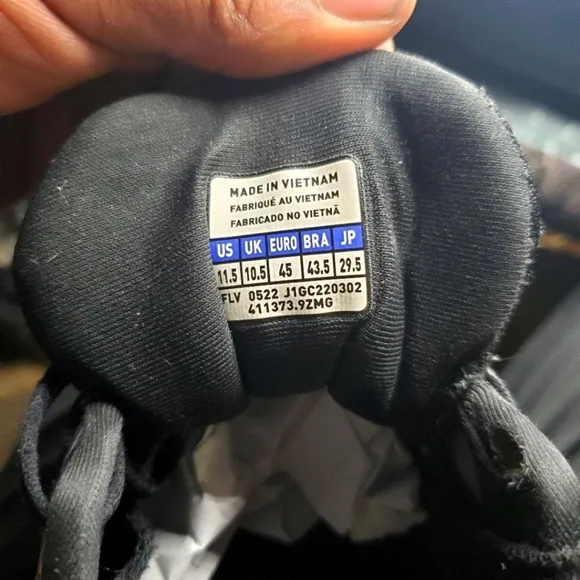 MADE IN VIETNAM
FABRIQUÉ AU VIETNAM
FABRICADO NO VIETNÃ
US UK EURO BRA JP
11.5 10.5 45 43.5 29.5
FLV 0522 J1GC220302
411373.9ZMG